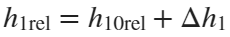 h₁rel = h₁₀rel + Δh₁